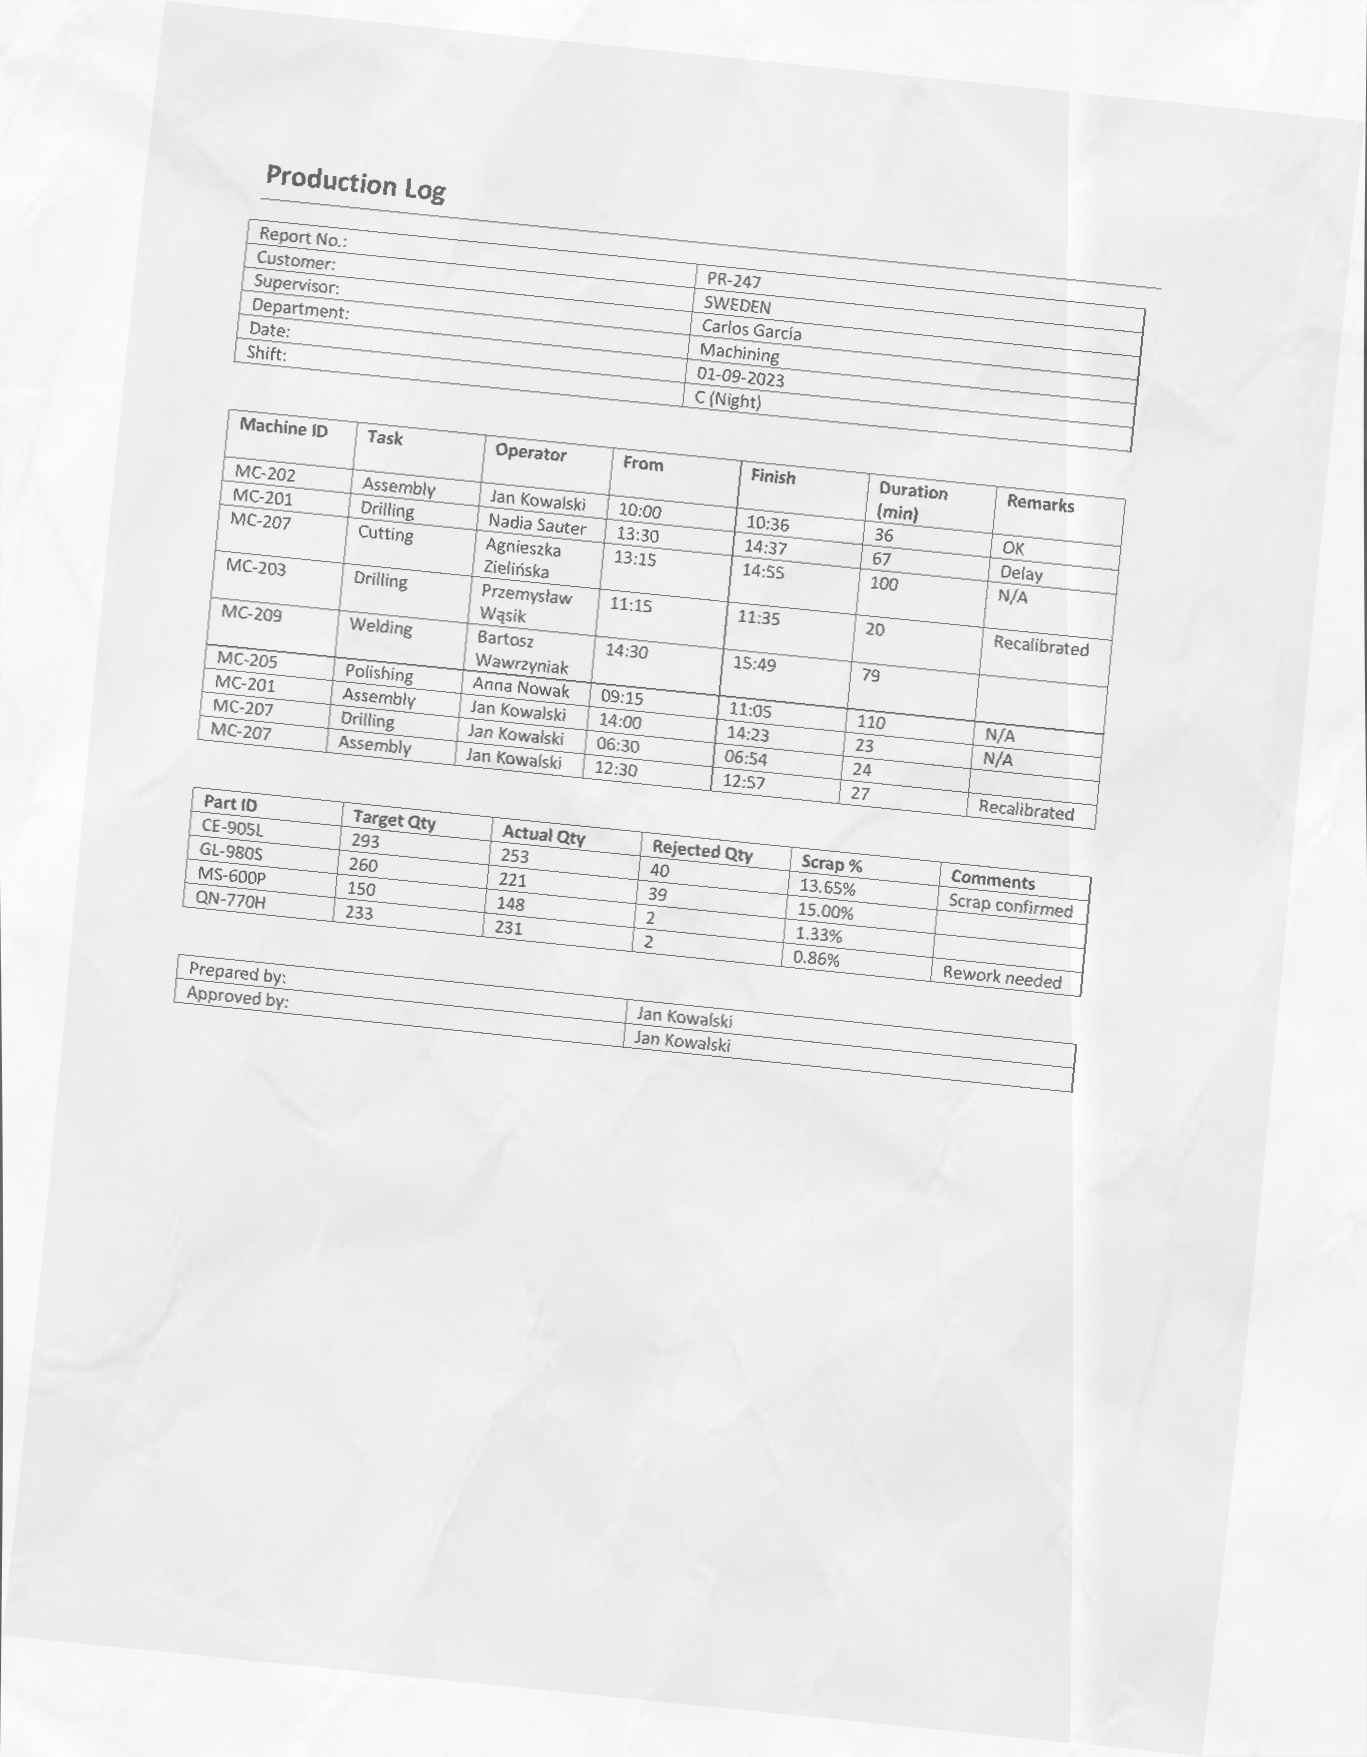 Production Log
Report No.: PR-247
Customer: SWEDEN
Supervisor: Carlos García
Department: Machining
Date: 01-09-2023
Shift: C (Night)
Machine ID Task Operator From Finish Duration (min) Remarks
MC-202 Assembly Jan Kowalski 10:00 10:36 36 OK
MC-201 Drilling Nadia Sauter 13:30 14:37 67 Delay
MC-207 Cutting Agnieszka Zielińska 13:15 14:55 100 N/A
MC-203 Drilling Przemysław Wąsik 11:15 11:35 20 Recalibrated
MC-209 Welding Bartosz Wawrzyniak 14:30 15:49 79
MC-205 Polishing Anna Nowak 09:15 11:05 110 N/A
MC-201 Assembly Jan Kowalski 14:00 14:23 23 N/A
MC-207 Drilling Jan Kowalski 06:30 06:54 24
MC-207 Assembly Jan Kowalski 12:30 12:57 27 Recalibrated
Part ID Target Qty Actual Qty Rejected Qty Scrap % Comments
CE-905L 293 253 40 13.65% Scrap confirmed
GL-980S 260 221 39 15.00%
MS-600P 150 148 2 1.33%
QN-770H 233 231 2 0.86% Rework needed
Prepared by: Jan Kowalski
Approved by: Jan Kowalski